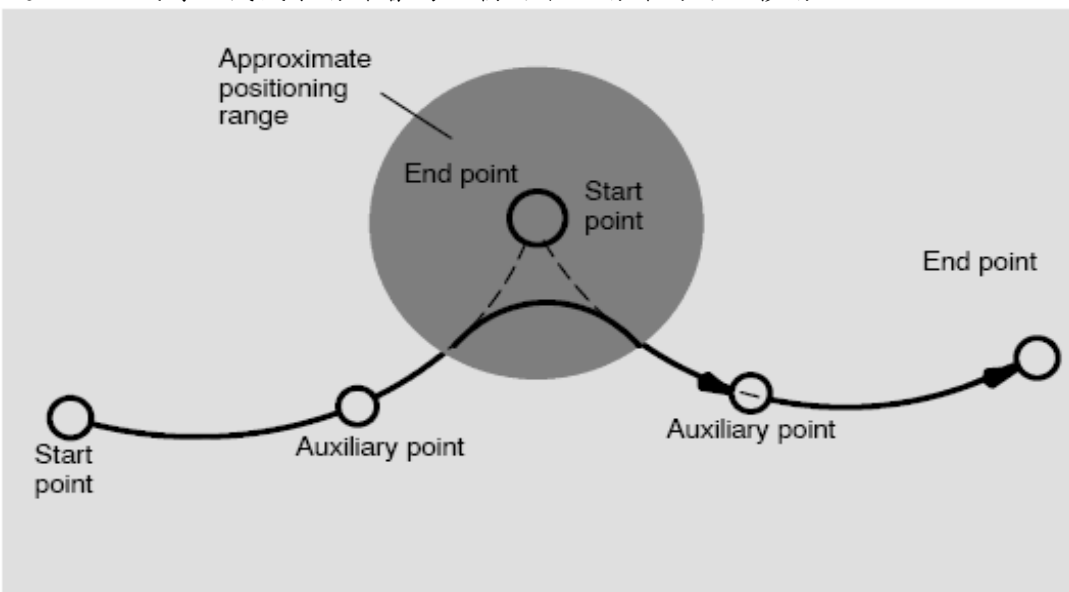 Approximate
positioning
range
End point
Start
point
End point
Start
point
Auxiliary point
Auxiliary point